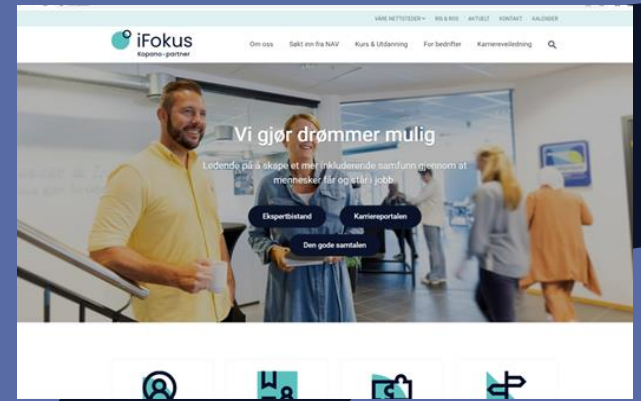 VÅRE NETTSTEDER RIS & ROS AKTUELT KONTAKT KALENDER
iFokus
Kopano-partner
Om oss Søkt inn fra NAV Kurs & Utdanning For bedrifter Karriereveiledning
Vi gjør drømmer mulig
Ledende på å skape et mer inkluderende samfunn gjennom at
mennesker får og står i jobb
Ekspertbistand Karriereportalen
Den gode samtalen